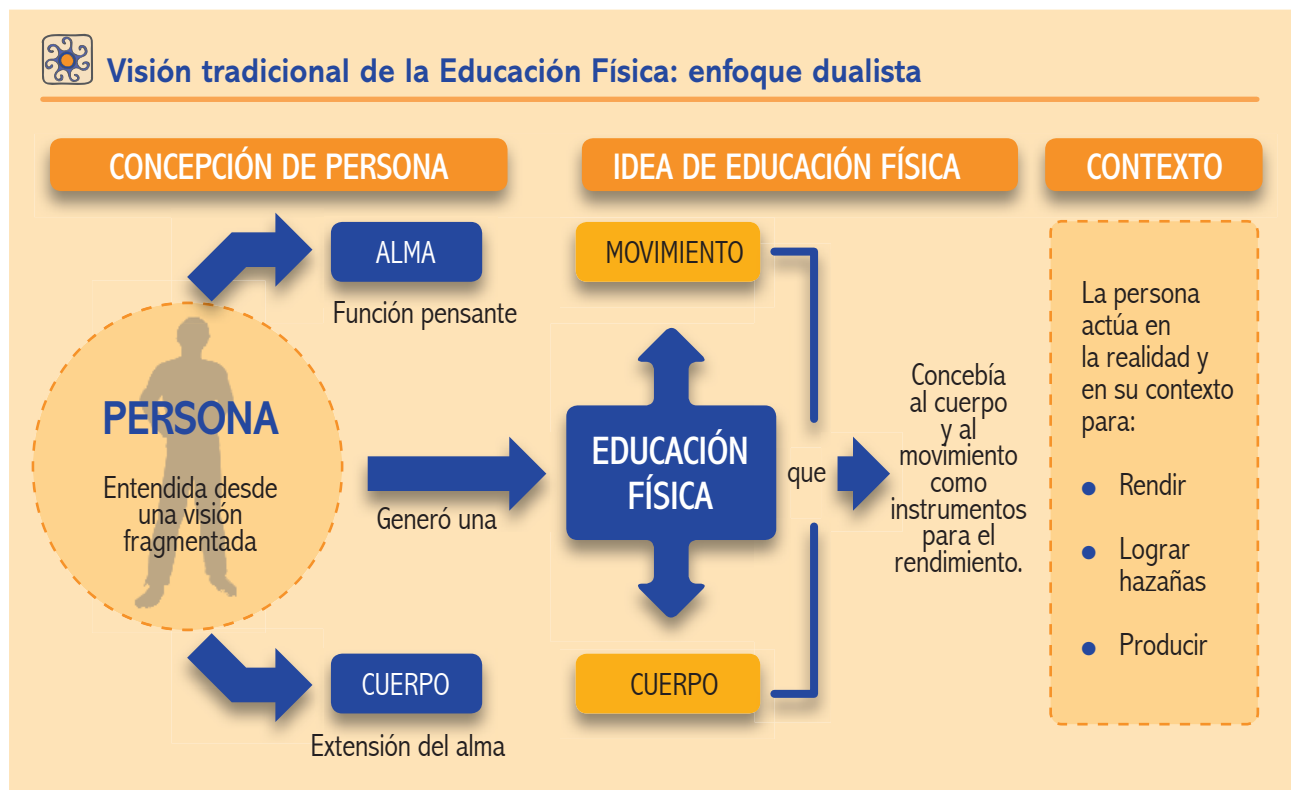 Visión tradicional de la Educación Física: enfoque dualista
CONCEPCIÓN DE PERSONA
IDEA DE EDUCACIÓN FÍSICA
CONTEXTO
ALMA
Función pensante
PERSONA
Entendida desde
una visión
fragmentada
Generó una
CUERPO
Extensión del alma
MOVIMIENTO
EDUCACIÓN
FÍSICA
CUERPO
que
Concebía
al cuerpo
y al
movimiento
como
instrumentos
para el
rendimiento.
La persona
actúa en
la realidad y
en su contexto
para:
● Rendir
● Lograr
hazañas
● Producir